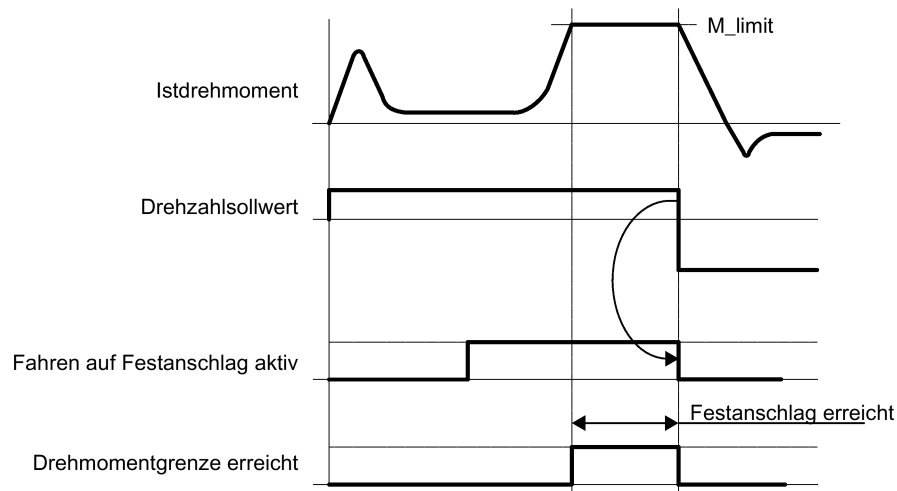 M_limit
Istdrehmoment
Drehzahlsollwert
Fahren auf Festanschlag aktiv
Festanschlag erreicht
Drehmomentgrenze erreicht